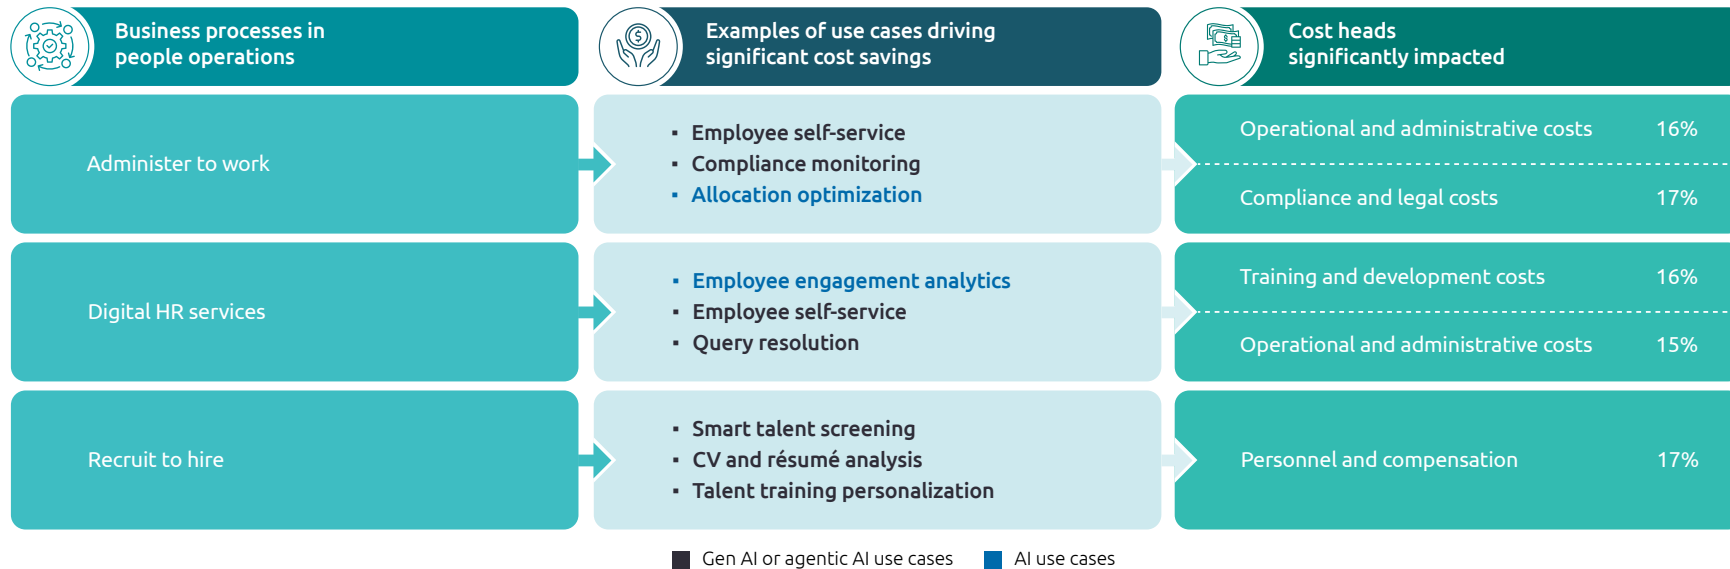 Business processes in
people operations
Examples of use cases driving
significant cost savings
Cost heads
significantly impacted
Administer to work
▪ Employee self-service
▪ Compliance monitoring
▪ Allocation optimization
Operational and administrative costs 16%
Compliance and legal costs 17%
Digital HR services
▪ Employee engagement analytics
▪ Employee self-service
▪ Query resolution
Training and development costs 16%
Operational and administrative costs 15%
Recruit to hire
▪ Smart talent screening
▪ CV and résumé analysis
▪ Talent training personalization
Personnel and compensation 17%
Gen AI or agentic AI use cases
AI use cases